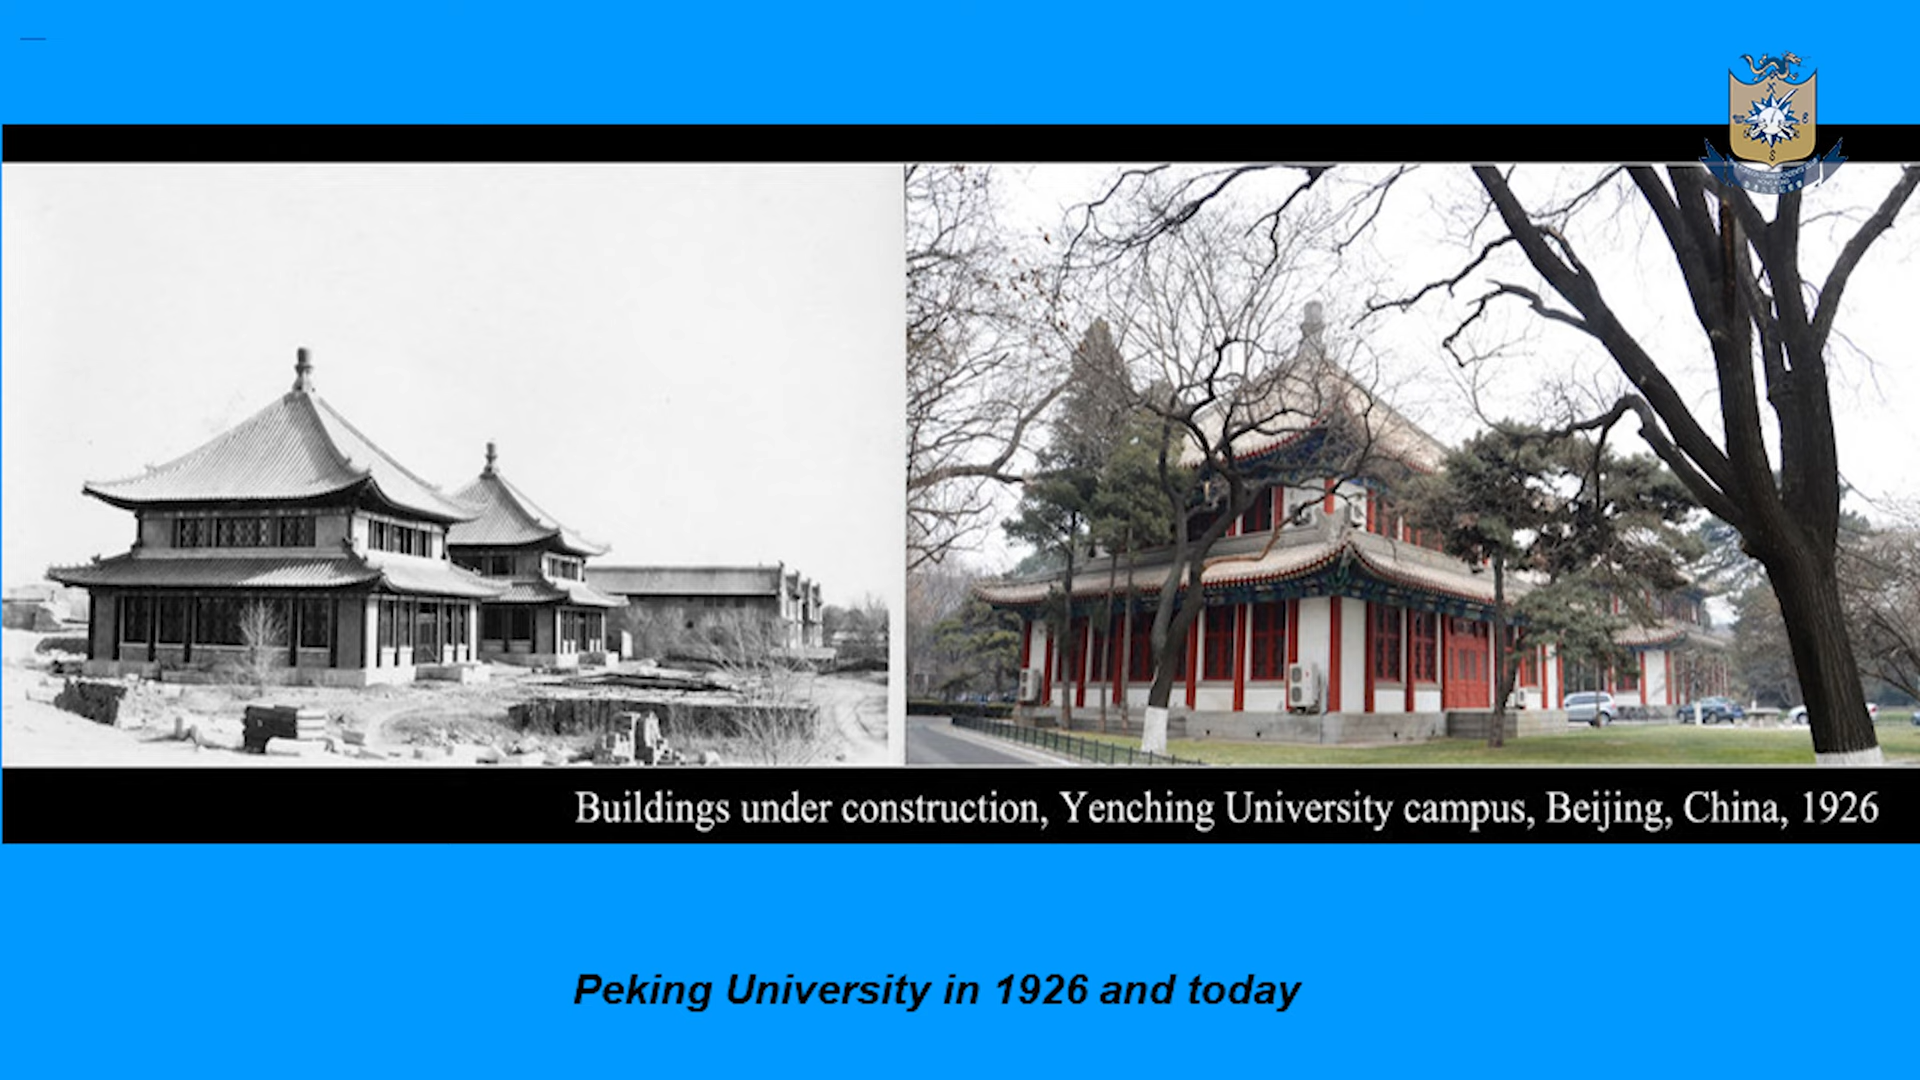 Buildings under construction, Yenching University campus, Beijing, China, 1926
Peking University in 1926 and today